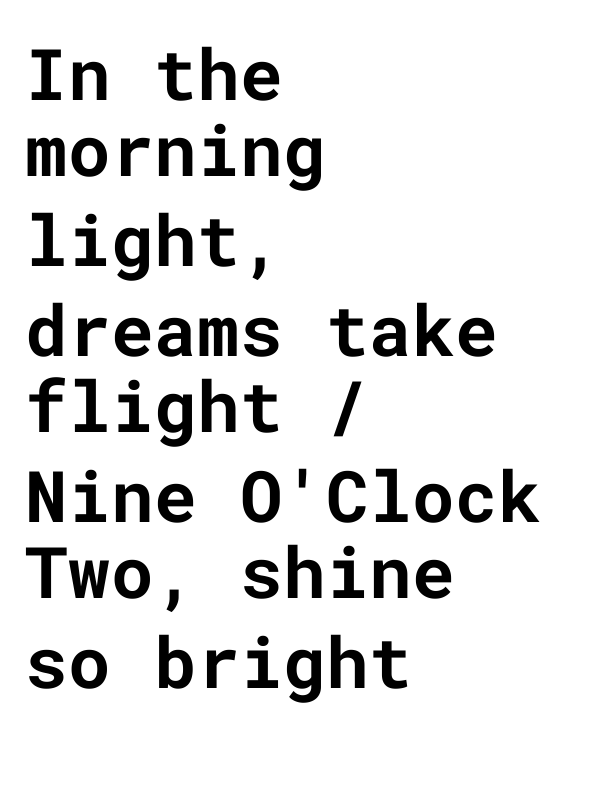 In the
morning
light,
dreams take
flight /
Nine O'Clock
Two, shine
so bright